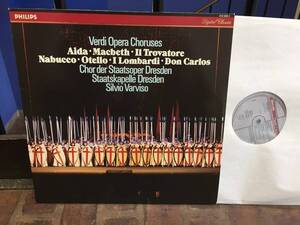 PHILIPS
Digital Classics
Verdi Opera Choruses
Aida · Macbeth · Il Trovatore
Nabucco · Otello · I Lombardi · Don Carlos
Chor der Staatsoper Dresden
Staatskapelle Dresden
Silvio Varviso